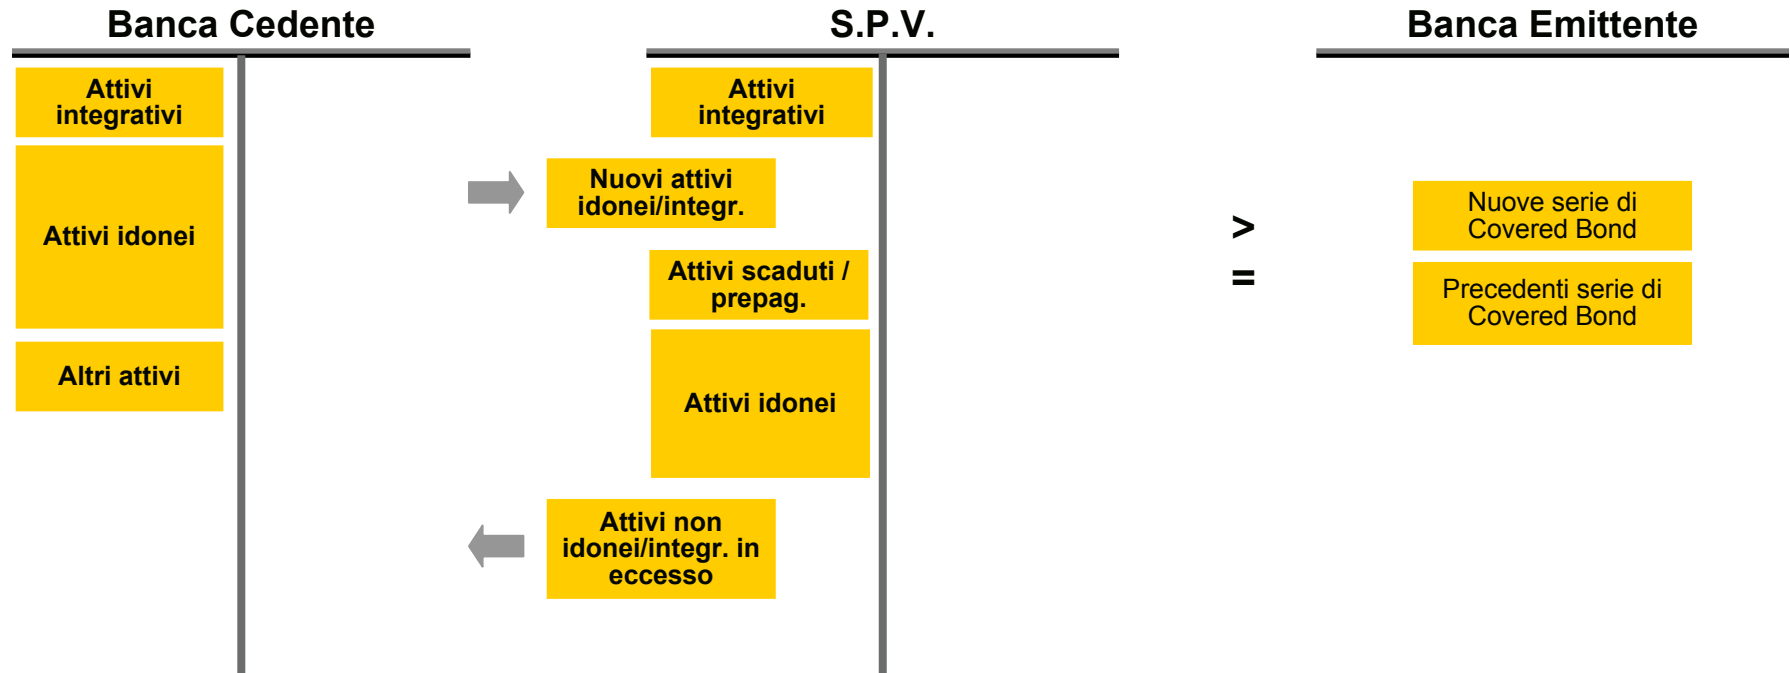 Banca Cedente
S.P.V.
Banca Emittente
Attivi
integrativi
Attivi idonei
Altri attivi
Attivi
integrativi
Nuovi attivi
idonei/integr.
Attivi scaduti /
prepag.
Attivi idonei
Attivi non
idonei/integr. in
eccesso
>
=
Nuove serie di
Covered Bond
Precedenti serie di
Covered Bond